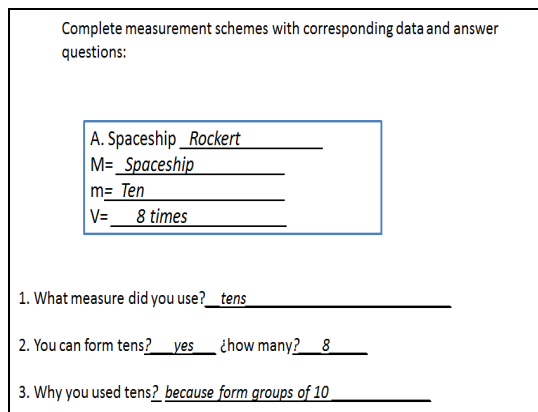 Complete measurement schemes with corresponding data and answer
questions:
A. Spaceship Rockert
M= Spaceship
m= Ten
V= 8 times
1. What measure did you use? tens
2. You can form tens? yes ¿how many? 8
3. Why you used tens? because form groups of 10